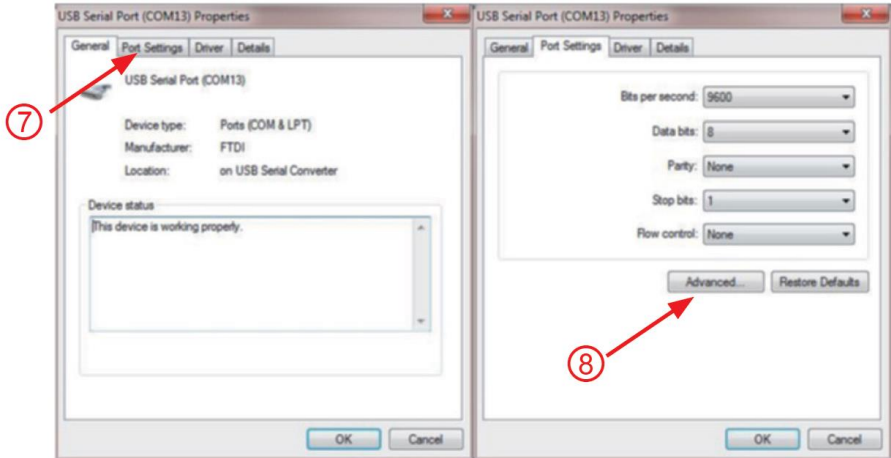 USB Serial Port (COM13) Properties
General Port Settings Driver Details
USB Serial Port (COM13)
Device type: Ports (COM & LPT)
Manufacturer: FTDI
Location: on USB Serial Converter
Device status
This device is working properly.
OK Cancel
⑦
USB Serial Port (COM13) Properties
General Port Settings Driver Details
Bits per second: 9600
Data bits: 8
Parity: None
Stop bits: 1
Flow control: None
Advanced... Restore Defaults
⑧
OK Cancel